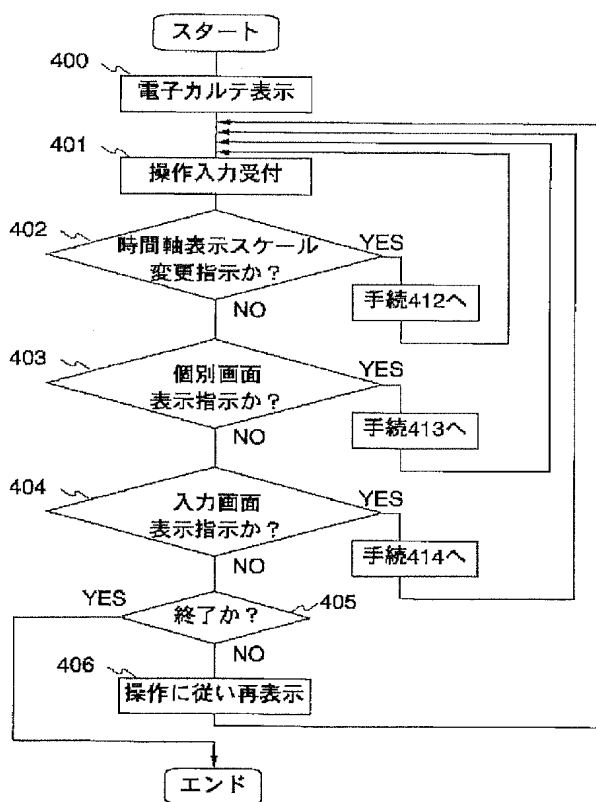 スタート
400
電子カルテ表示
401
操作入力受付
402
時間軸表示スケール
変更指示か？
YES
手続412へ
NO
403
個別画面
表示指示か？
YES
手続413へ
NO
404
入力画面
表示指示か？
YES
手続414へ
NO
YES
終了か？
405
NO
406
操作に従い再表示
エンド